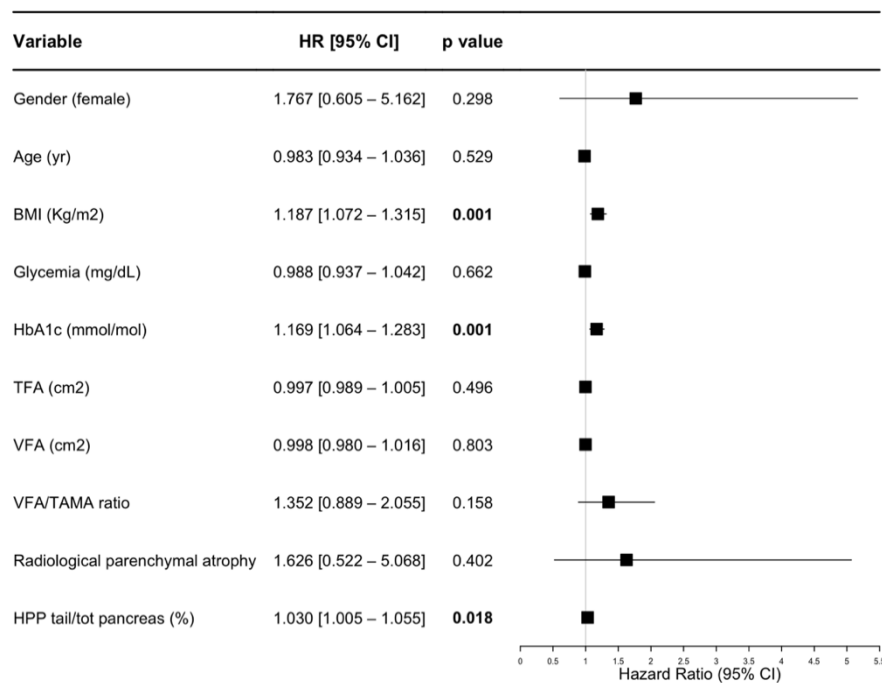 Variable HR [95% CI] p value
Gender (female) 1.767 [0.605 – 5.162] 0.298
Age (yr) 0.983 [0.934 – 1.036] 0.529
BMI (Kg/m2) 1.187 [1.072 – 1.315] 0.001
Glycemia (mg/dL) 0.988 [0.937 – 1.042] 0.662
HbA1c (mmol/mol) 1.169 [1.064 – 1.283] 0.001
TFA (cm2) 0.997 [0.989 – 1.005] 0.496
VFA (cm2) 0.998 [0.980 – 1.016] 0.803
VFA/TAMA ratio 1.352 [0.889 – 2.055] 0.158
Radiological parenchymal atrophy 1.626 [0.522 – 5.068] 0.402
HPP tail/tot pancreas (%) 1.030 [1.005 – 1.055] 0.018
0 0.5 1 1.5 2 2.5 3 3.5 4 4.5 5 5.5
Hazard Ratio (95% CI)